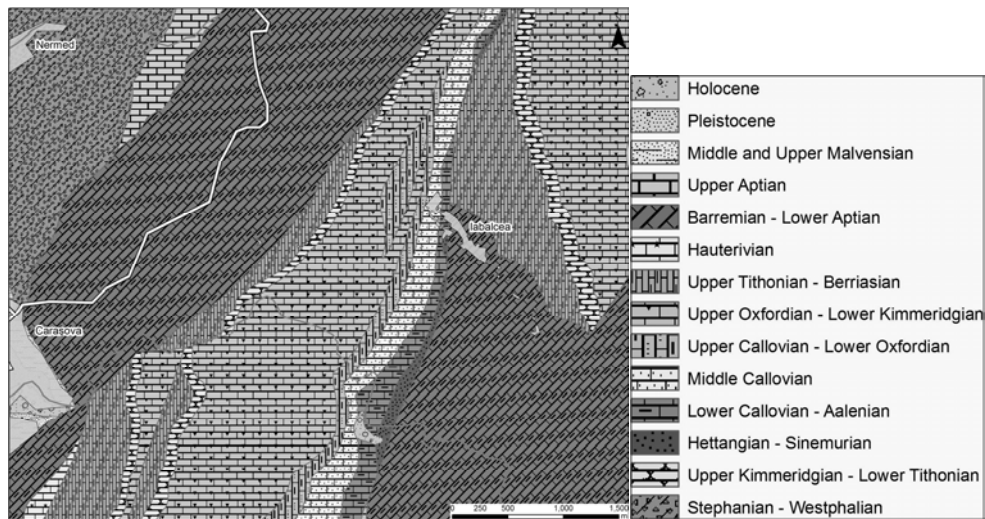 Nermed
Iabalcea
Carașova
0 250 500 1.000 1.500
m
Holocene
Pleistocene
Middle and Upper Malvensian
Upper Aptian
Barremian - Lower Aptian
Hauterivian
Upper Tithonian - Berriasian
Upper Oxfordian - Lower Kimmeridgian
Upper Callovian - Lower Oxfordian
Middle Callovian
Lower Callovian - Aalenian
Hettangian - Sinemurian
Upper Kimmeridgian - Lower Tithonian
Stephanian - Westphalian